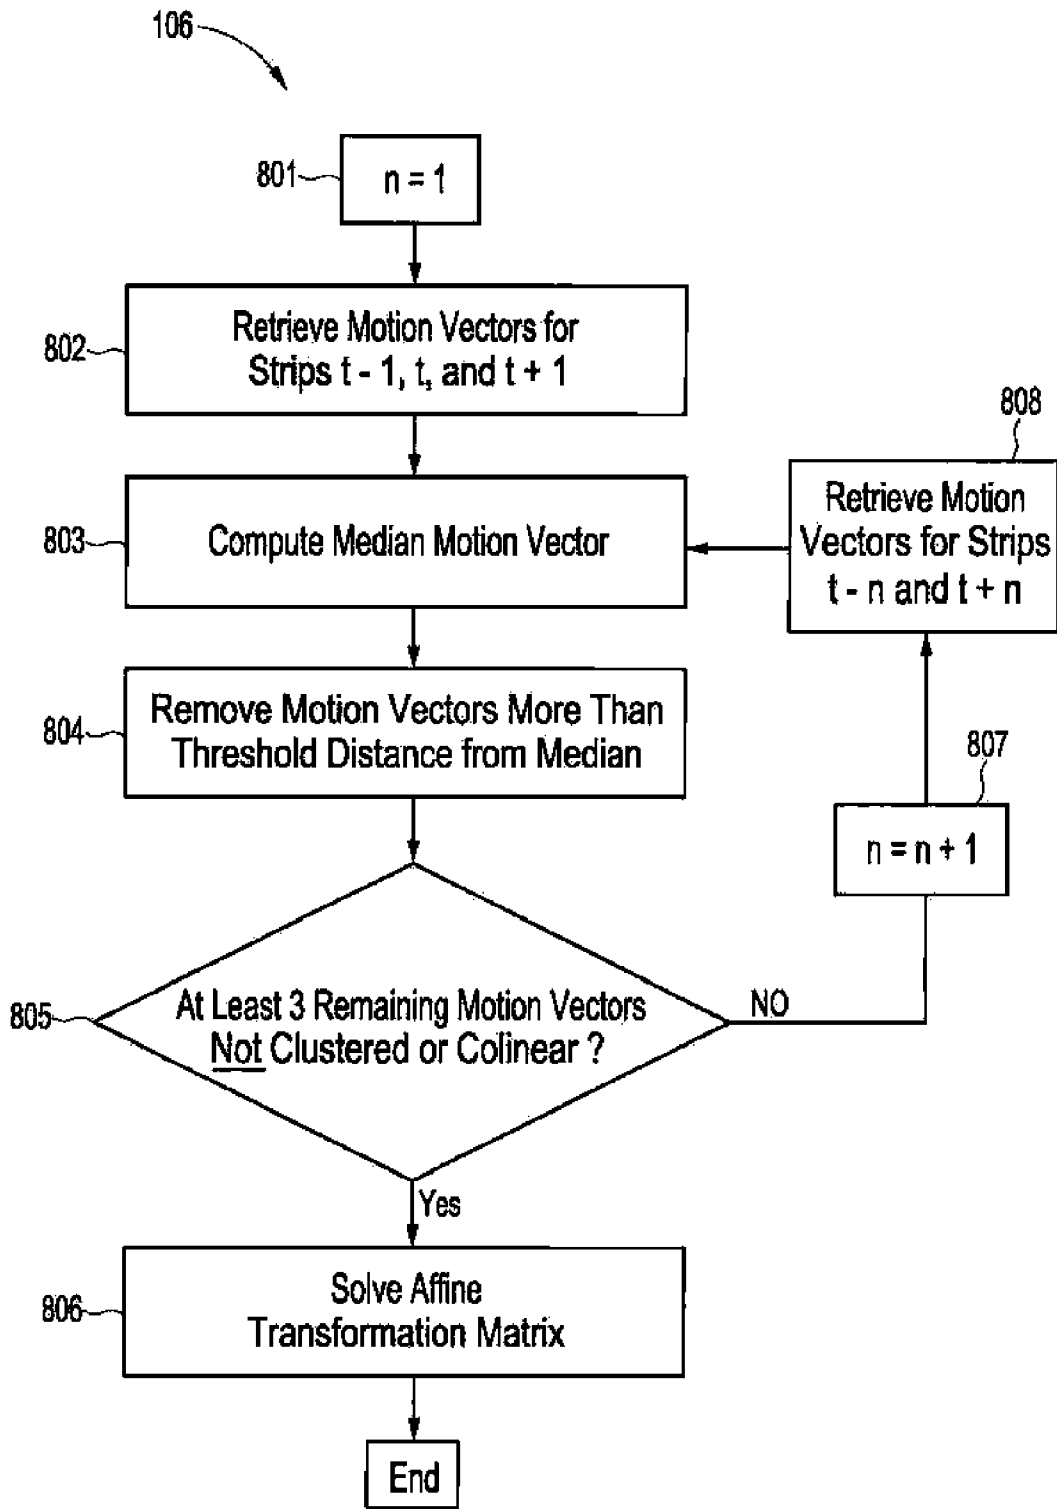 106
801
n = 1
802
Retrieve Motion Vectors for
Strips t - 1, t, and t + 1
808
Retrieve Motion
Vectors for Strips
t - n and t + n
803
Compute Median Motion Vector
804
Remove Motion Vectors More Than
Threshold Distance from Median
807
n = n + 1
805
At Least 3 Remaining Motion Vectors
Not Clustered or Colinear ?
NO
Yes
806
Solve Affine
Transformation Matrix
End